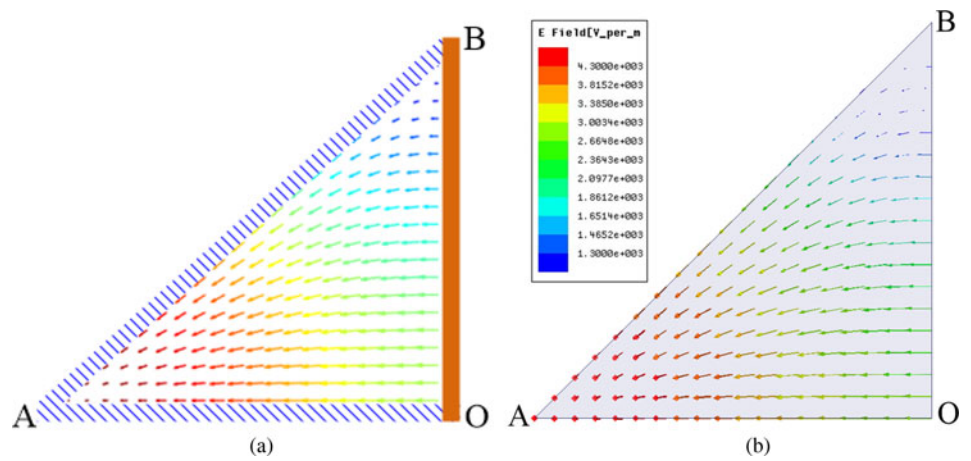 B
A
O
(a)
E Field[V_per_m
4.3000e+003
3.8152e+003
3.3850e+003
3.0034e+003
2.6648e+003
2.3643e+003
2.0977e+003
1.8612e+003
1.6514e+003
1.4652e+003
1.3000e+003
B
A
O
(b)